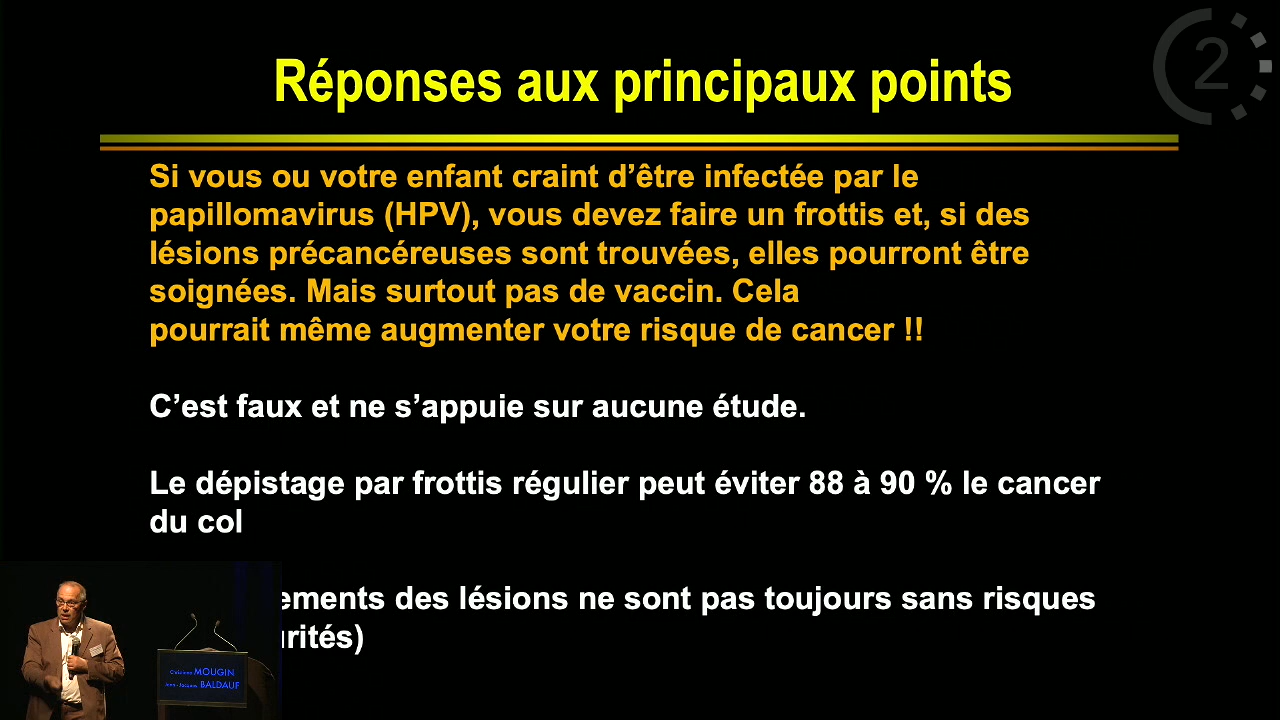 2
Réponses aux principaux points
Si vous ou votre enfant craint d’être infectée par le
papillomavirus (HPV), vous devez faire un frottis et, si des
lésions précancéreuses sont trouvées, elles pourront être
soignées. Mais surtout pas de vaccin. Cela
pourrait même augmenter votre risque de cancer !!
C’est faux et ne s’appuie sur aucune étude.
Le dépistage par frottis régulier peut éviter 88 à 90 % le cancer
du col
ements des lésions ne sont pas toujours sans risques
urités)
MOUGIN
Jean-Jacques BALDAUF